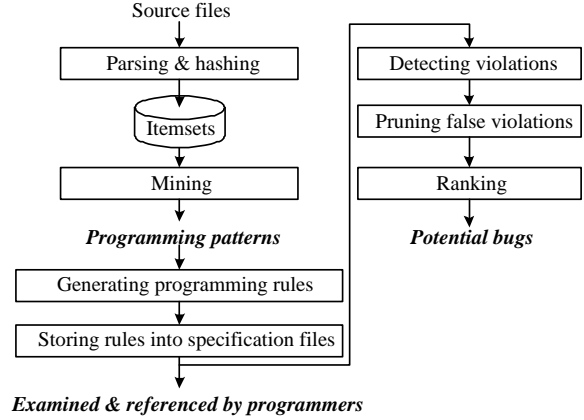 Source files
Parsing & hashing
Itemsets
Mining
Programming patterns
Generating programming rules
Storing rules into specification files
Examined & referenced by programmers
Detecting violations
Pruning false violations
Ranking
Potential bugs